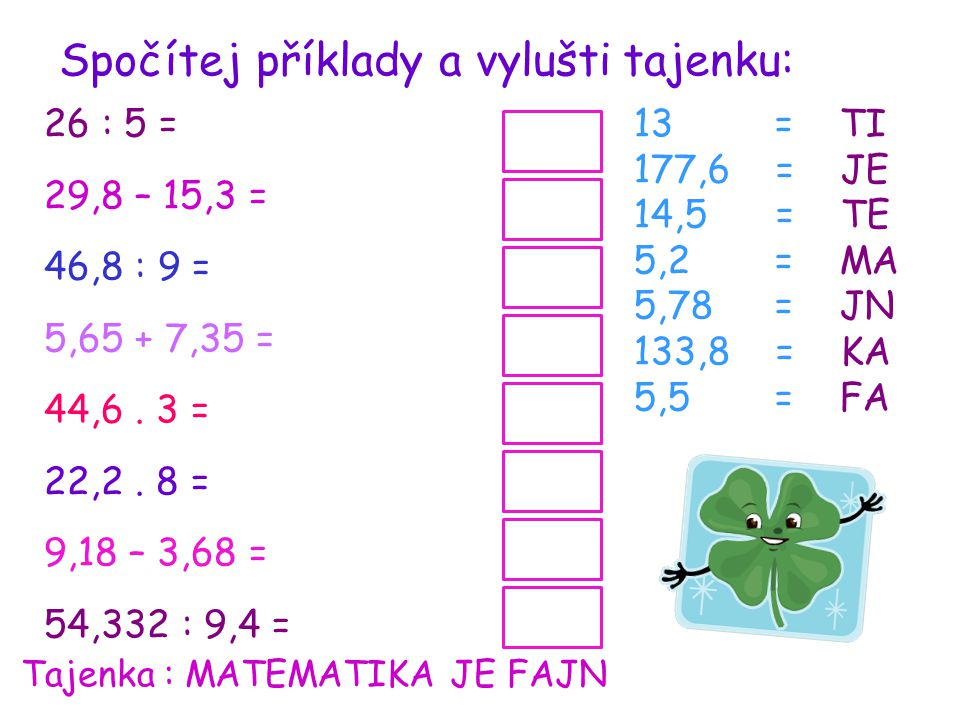 Spočítej příklady a vylušti tajenku:
26 : 5 =
29,8 – 15,3 =
46,8 : 9 =
5,65 + 7,35 =
44,6 . 3 =
22,2 . 8 =
9,18 – 3,68 =
54,332 : 9,4 =
13 = TI
177,6 = JE
14,5 = TE
5,2 = MA
5,78 = JN
133,8 = KA
5,5 = FA
Tajenka : MATEMATIKA JE FAJN